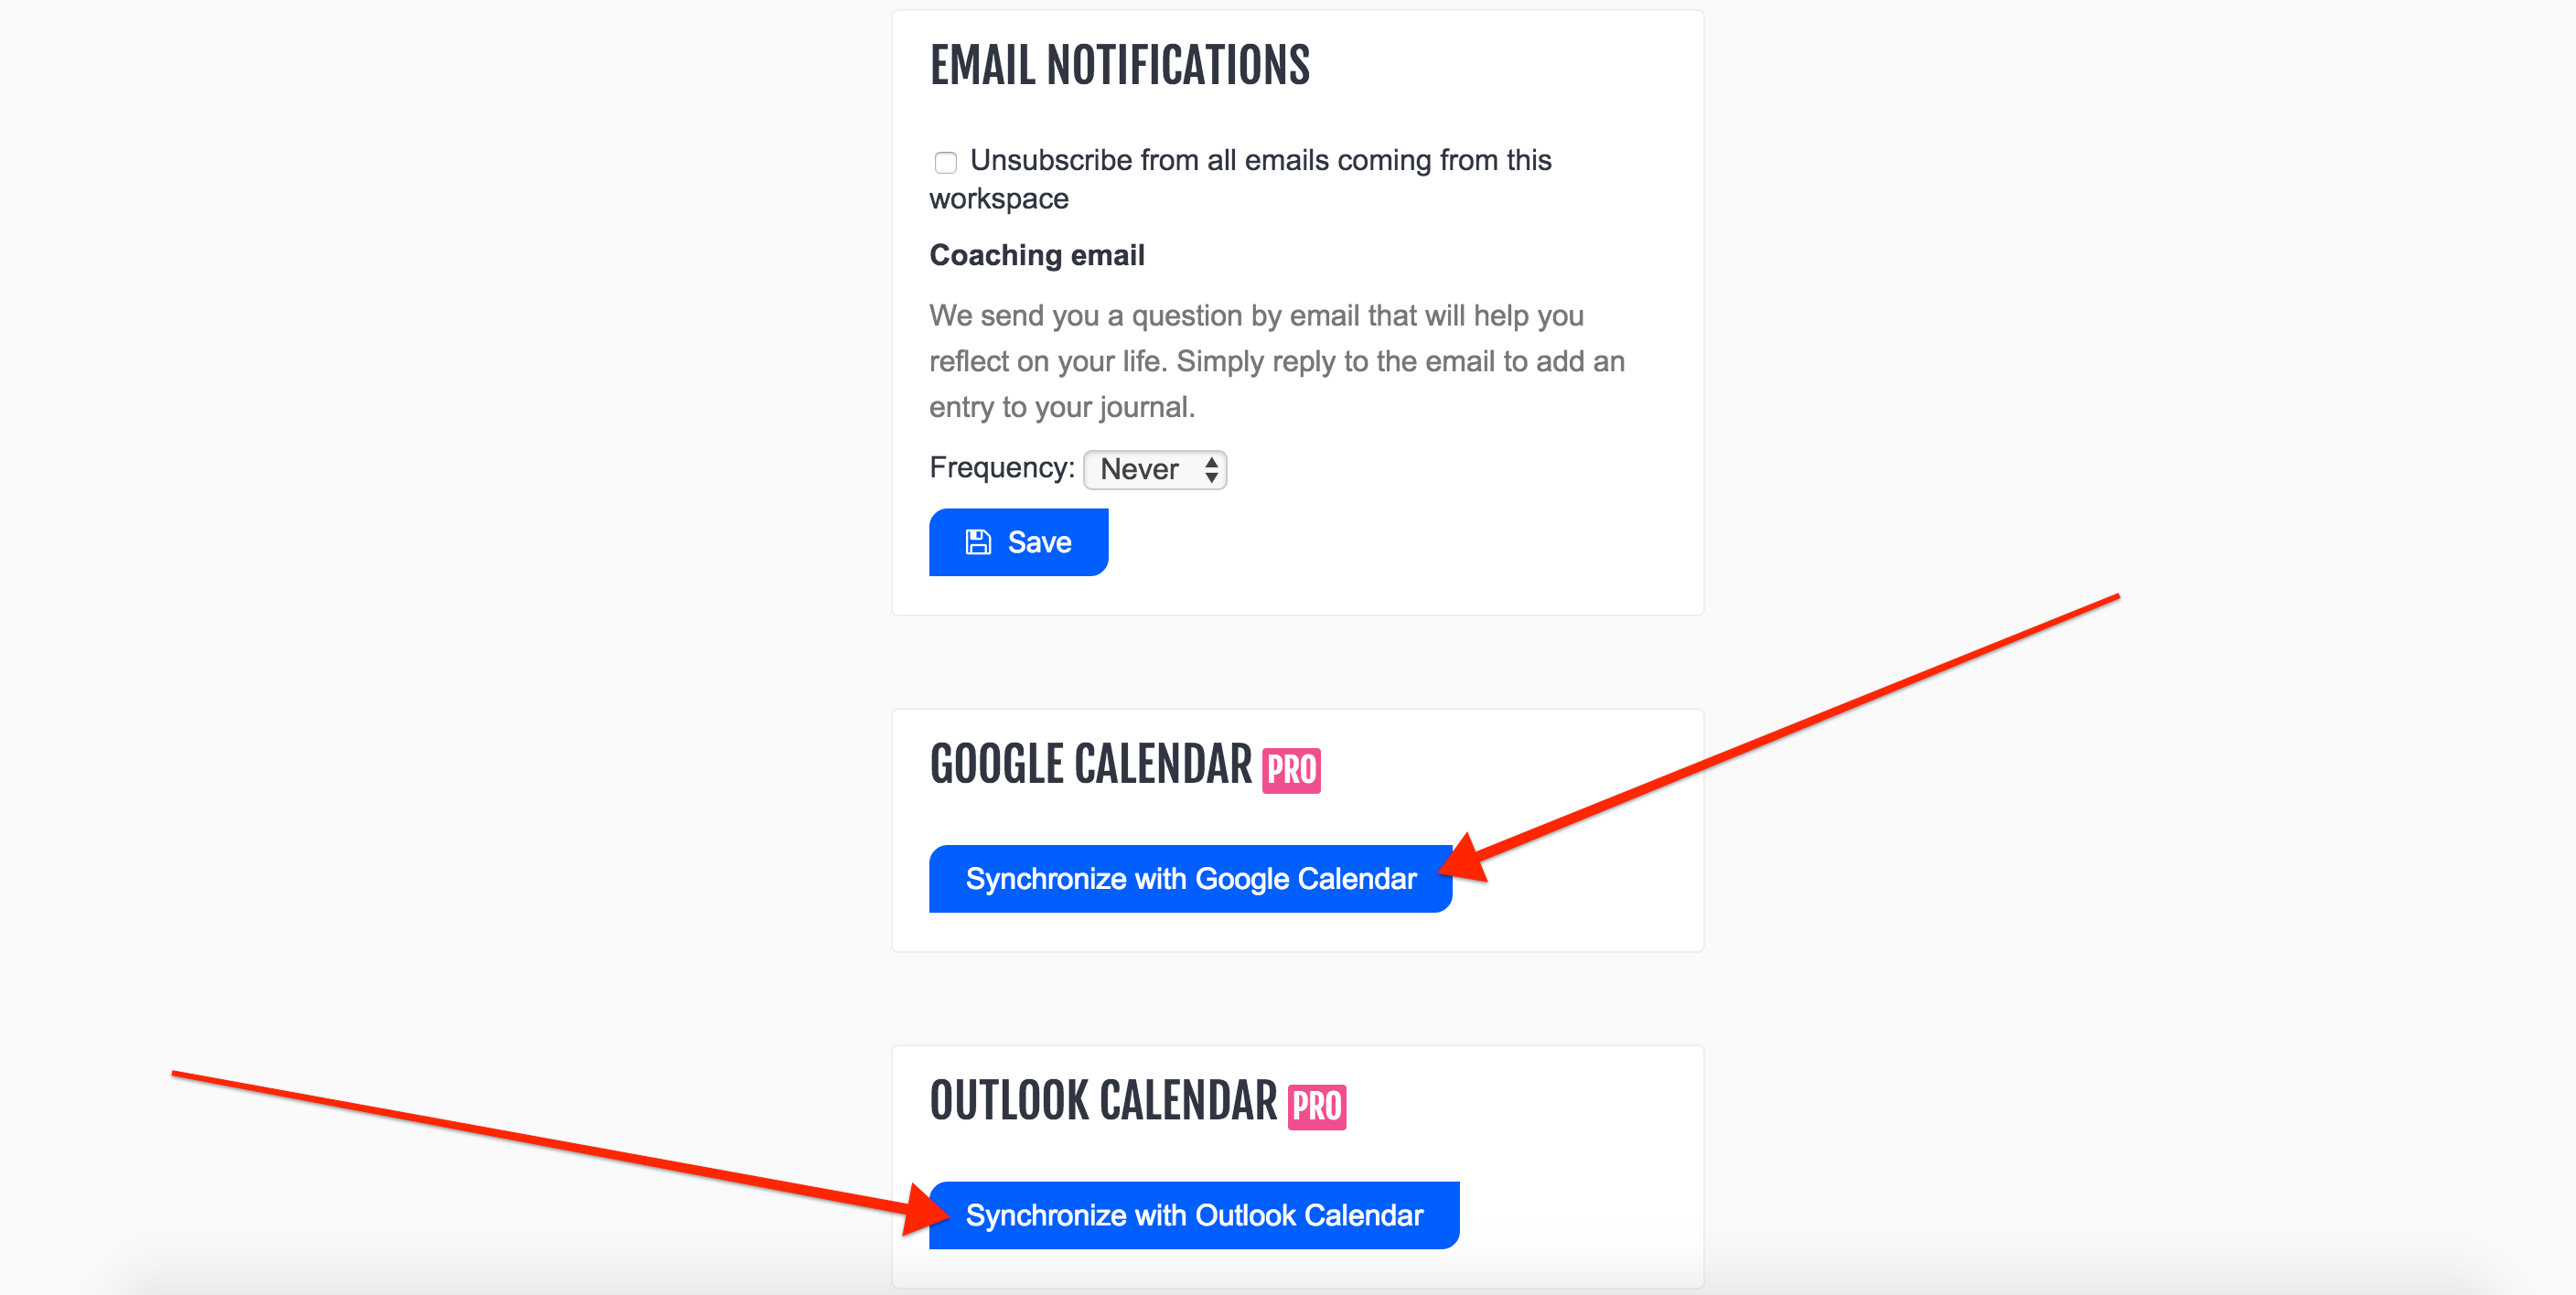 EMAIL NOTIFICATIONS
Unsubscribe from all emails coming from this
workspace
Coaching email
We send you a question by email that will help you
reflect on your life. Simply reply to the email to add an
entry to your journal.
Frequency: Never
Save
GOOGLE CALENDAR PRO
Synchronize with Google Calendar
OUTLOOK CALENDAR PRO
Synchronize with Outlook Calendar